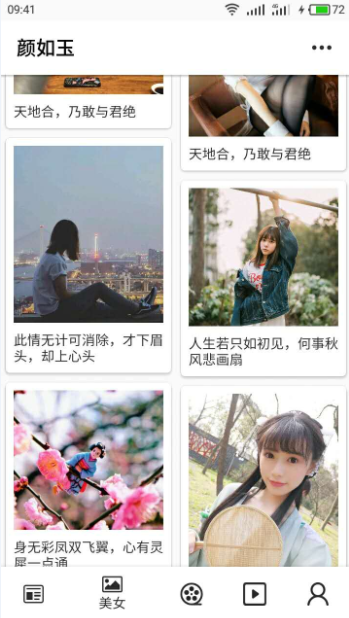 09:41
4G
72
颜如玉
天地合，乃敢与君绝
天地合，乃敢与君绝
此情无计可消除，才下眉
头，却上心头
人生若只如初见，何事秋
风悲画扇
身无彩凤双飞翼，心有灵
犀一点通
美女